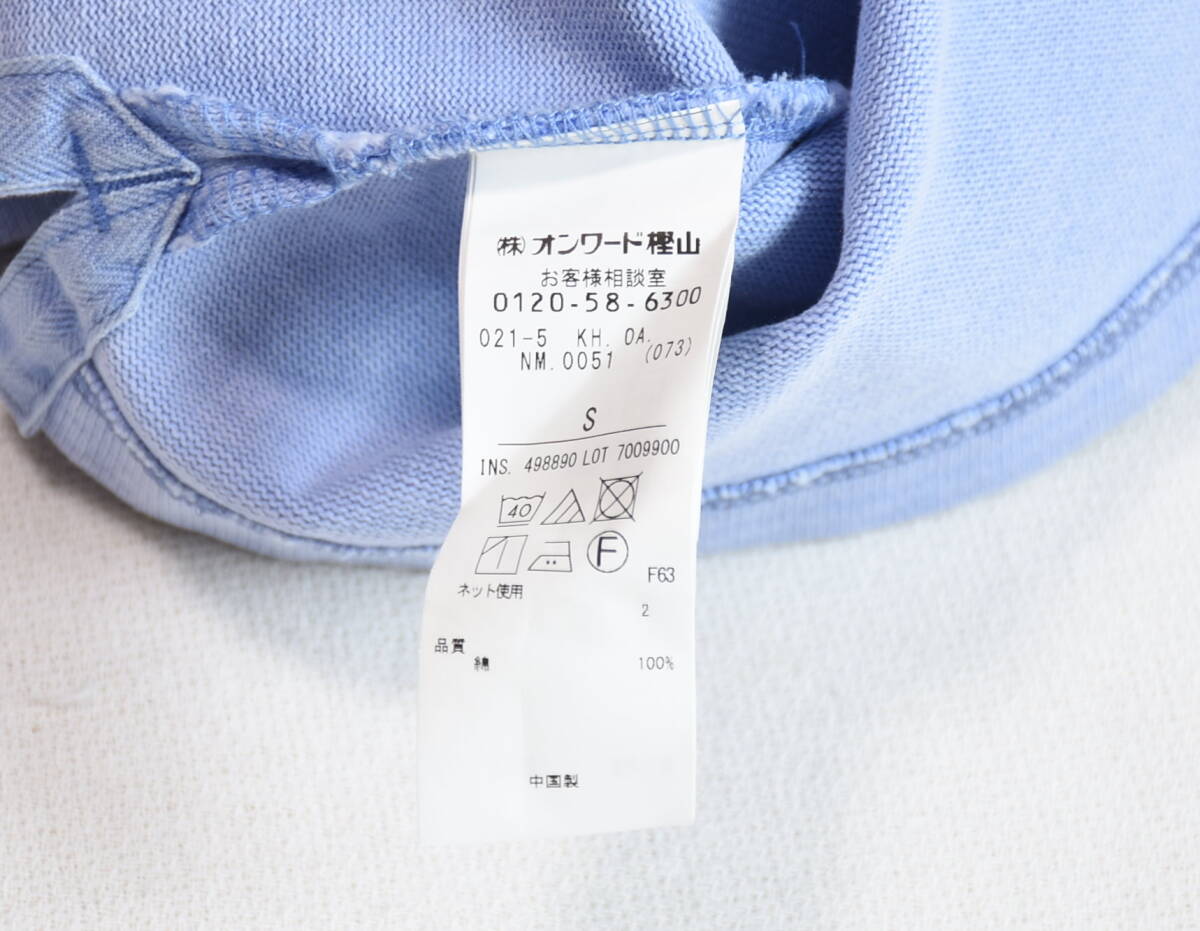 ㈱オンワード樫山
お客様相談室
0120-58-6300
021-5 KH. OA.
NM. 0051 (073)
S
INS. 498890 LOT 7009900
40
F
ネット使用
F63
2
品質
綿 100%
中国製